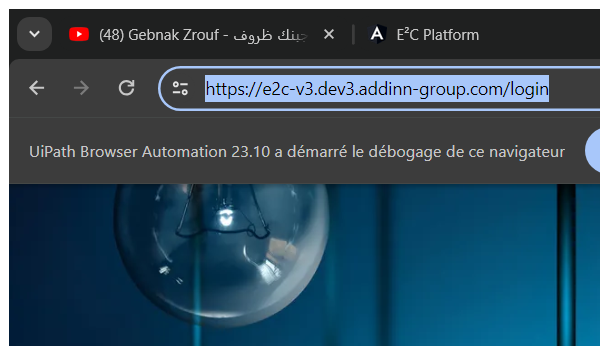 (48) Gebnak Zrouf - جبنك ظروف
E²C Platform
https://e2c-v3.dev3.addinn-group.com/login
UiPath Browser Automation 23.10 a démarré le débogage de ce navigateur